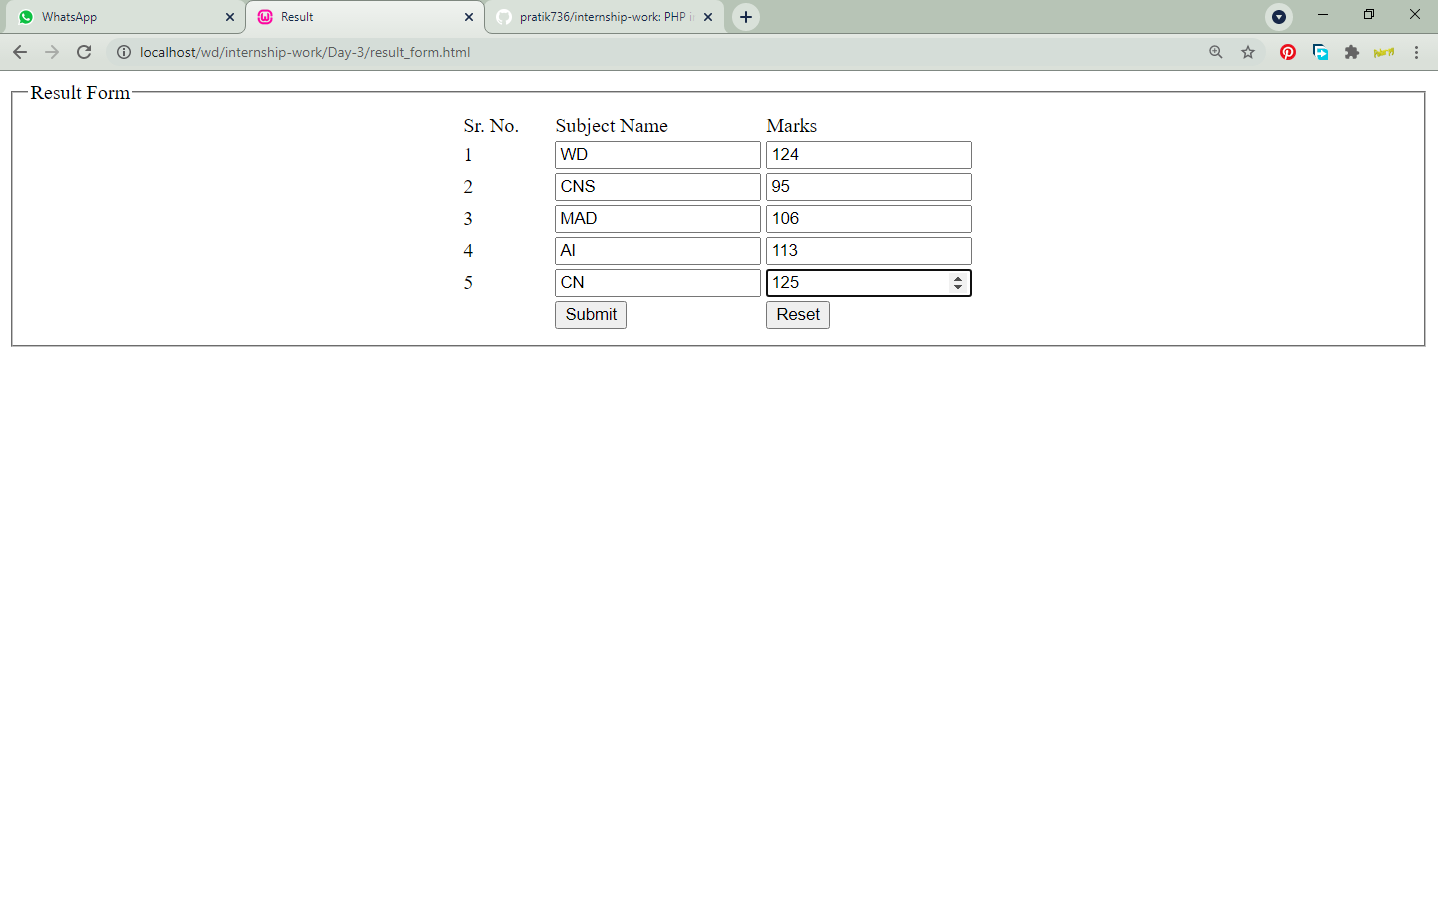 WhatsApp
Result
pratik736/internship-work: PHP i
localhost/wd/internship-work/Day-3/result_form.html
Result Form
Sr. No. Subject Name Marks
1 WD 124
2 CNS 95
3 MAD 106
4 AI 113
5 CN 125
Submit Reset